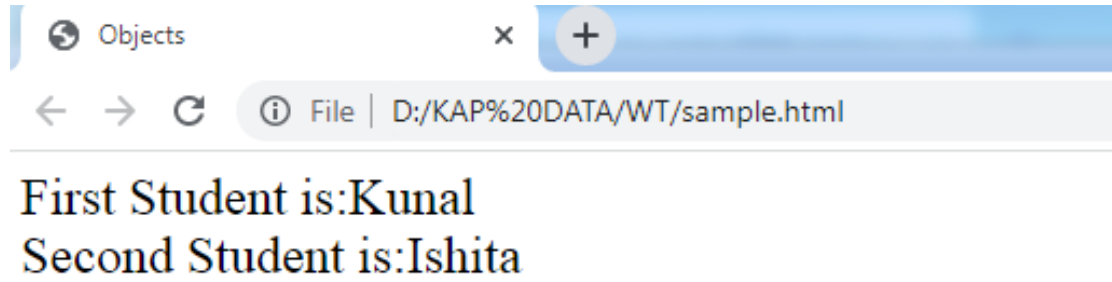 Objects
File | D:/KAP%20DATA/WT/sample.html
First Student is:Kunal
Second Student is:Ishita